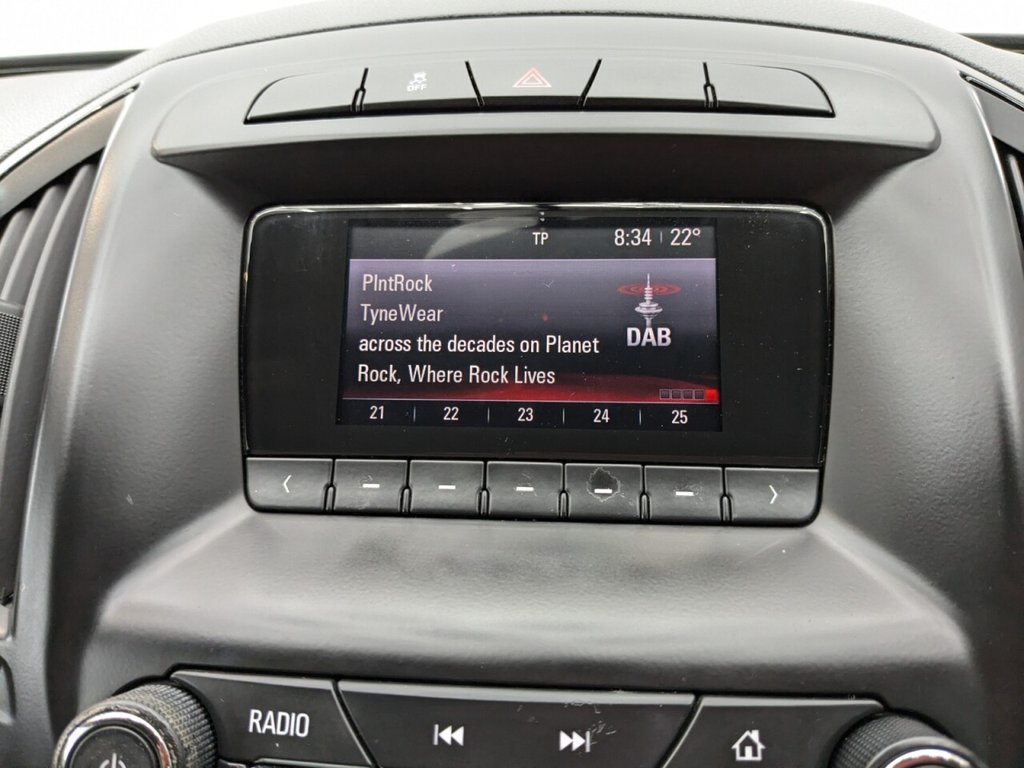 OFF
TP 8:34 22°
PlntRock
TyneWear
across the decades on Planet
Rock, Where Rock Lives
DAB
21 22 23 24 25
RADIO